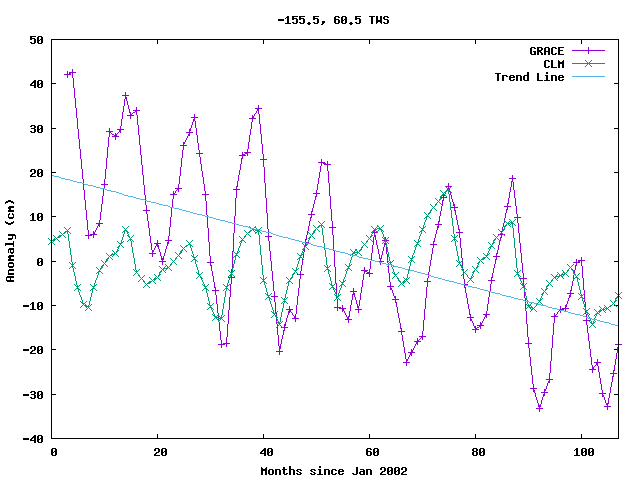 -155.5, 60.5 TWS
GRACE
CLM
Trend Line
Anomaly (cm)
50
40
30
20
10
0
-10
-20
-30
-40
0 20 40 60 80 100
Months since Jan 2002